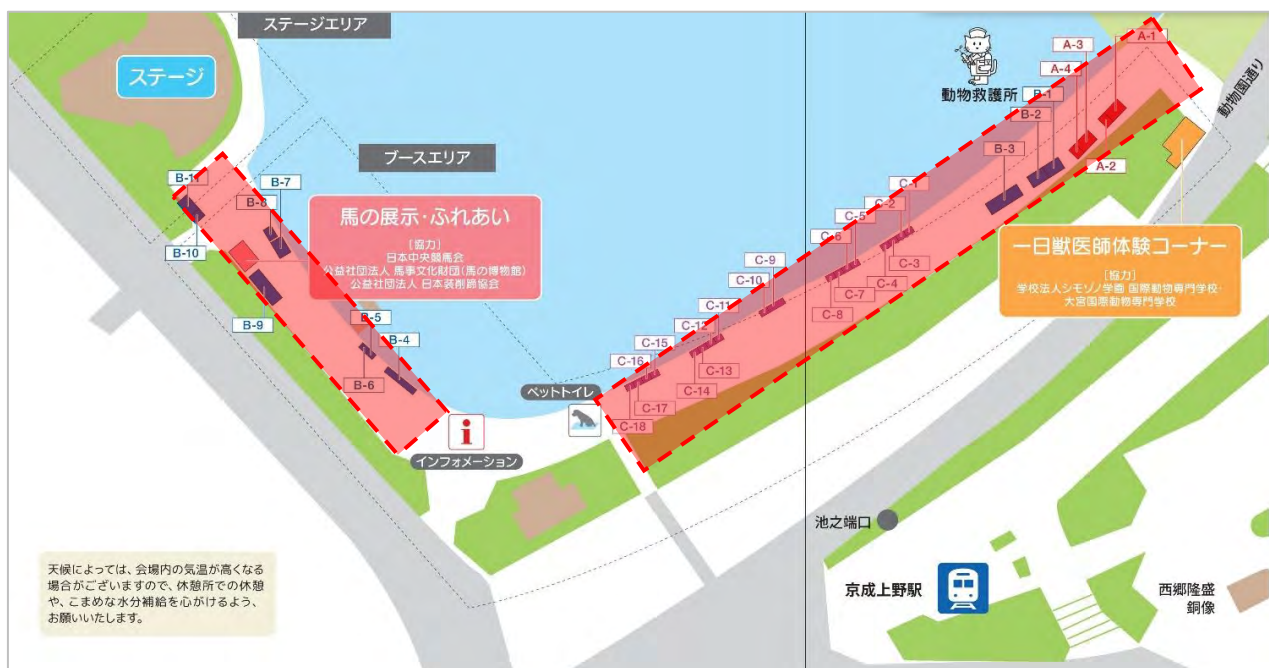 ステージエリア
ステージ
ブースエリア
B-11
B-7
B-8
B-10
B-9
B-5
B-4
B-6
馬の展示・ふれあい
[協力]
日本中央競馬会
公益社団法人 馬事文化財団(馬の博物館)
公益社団法人 日本装削蹄協会
インフォメーション
ペットトイレ
動物救護所
A-1
A-3
A-4
A-2
B-1
B-2
B-3
C-1
C-2
C-5
C-6
C-3
C-4
C-7
C-8
C-9
C-10
C-11
C-12
C-13
C-14
C-15
C-16
C-17
C-18
動物園通り
一日獣医師体験コーナー
[協力]
学校法人シモゾノ学園 国際動物専門学校・
大宮国際動物専門学校
池之端口
京成上野駅
西郷隆盛
銅像
天候によっては、会場内の気温が高くなる
場合がございますので、休憩所での休憩
や、こまめな水分補給を心がけるよう、
お願いいたします。